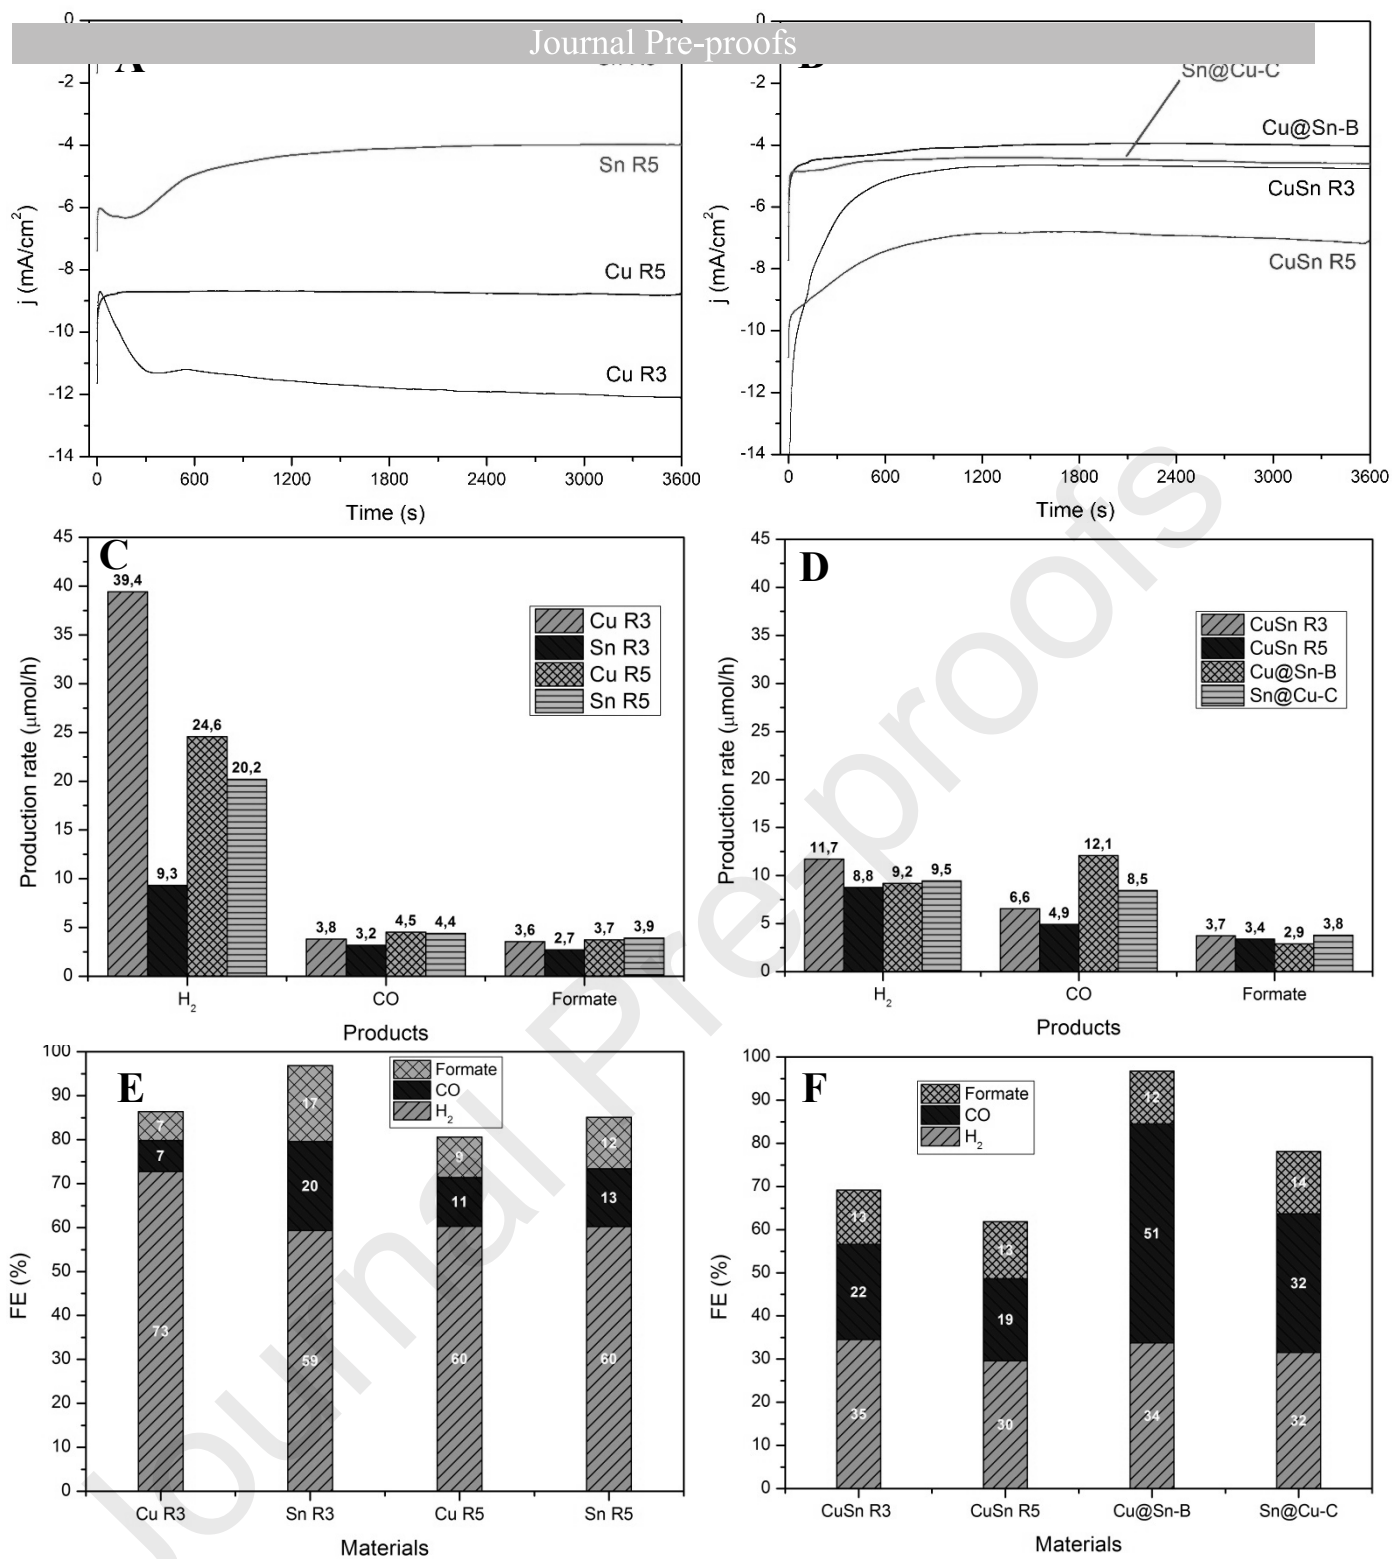 Journal Pre-proofs
A
0
-2
-4
-6
-8
-10
-12
-14
j (mA/cm2)
Sn R5
Cu R5
Cu R3
0 600 1200 1800 2400 3000 3600
Time (s)
0
-2
-4
-6
-8
-10
-12
-14
j (mA/cm2)
Sn@Cu-C
Cu@Sn-B
CuSn R3
CuSn R5
0 600 1200 1800 2400 3000 3600
Time (s)
C
45
40
35
30
25
20
15
10
5
0
Production rate (μmol/h)
39,4
9,3
24,6
20,2
3,8
3,2
4,5
4,4
3,6
2,7
3,7
3,9
Cu R3
Sn R3
Cu R5
Sn R5
H2 CO Formate
Products
D
45
40
35
30
25
20
15
10
5
0
Production rate (μmol/h)
11,7
8,8
9,2
9,5
6,6
4,9
12,1
8,5
3,7
3,4
2,9
3,8
CuSn R3
CuSn R5
Cu@Sn-B
Sn@Cu-C
H2 CO Formate
Products
E
100
90
80
70
60
50
40
30
20
10
0
FE (%)
Formate
CO
H2
7
7
73
17
20
59
9
11
60
12
13
60
Cu R3 Sn R3 Cu R5 Sn R5
Materials
F
100
90
80
70
60
50
40
30
20
10
0
FE (%)
Formate
CO
H2
13
22
35
13
19
30
12
51
34
14
32
32
CuSn R3 CuSn R5 Cu@Sn-B Sn@Cu-C
Materials
Journal Pre-proofs